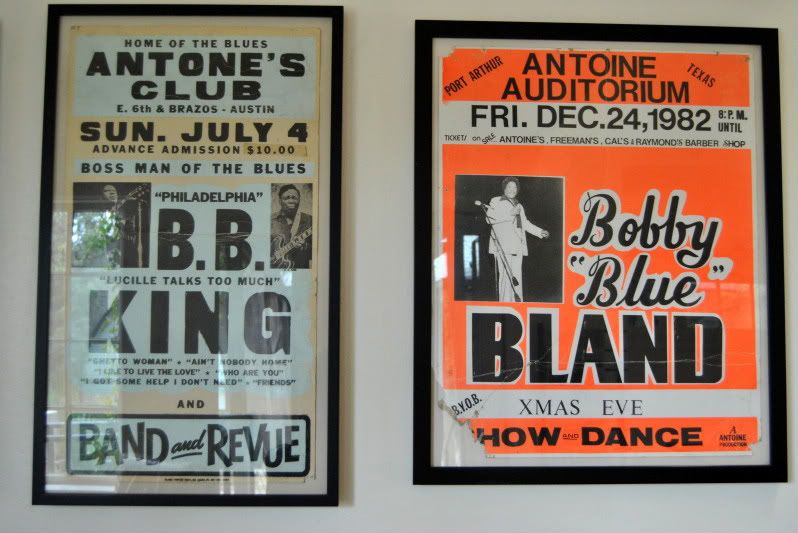 HOME OF THE BLUES
ANTONE'S
CLUB
E. 6th & BRAZOS - AUSTIN
SUN. JULY 4
ADVANCE ADMISSION $10.00
BOSS MAN OF THE BLUES
"PHILADELPHIA"
B.B.
"LUCILLE TALKS TOO MUCH"
KING
"GHETTO WOMAN" ★ "AIN'T NOBODY HOME"
"I LIKE TO LIVE THE LOVE" ★ "WHO ARE YOU"
"I GOT SOME HELP I DON'T NEED" ★ "FRIENDS"
AND
BAND and REVUE
PORT ARTHUR
ANTOINE
AUDITORIUM
TEXAS
FRI. DEC. 24, 1982
8: P.M.
UNTIL
TICKETS on SALE ANTOINE'S, FREEMAN'S, CAL'S & RAYMOND'S BARBER SHOP
Bobby
"Blue"
BLAND
B.Y.O.B.
XMAS EVE
HOW AND DANCE
A
ANTOINE
PRODUCTION